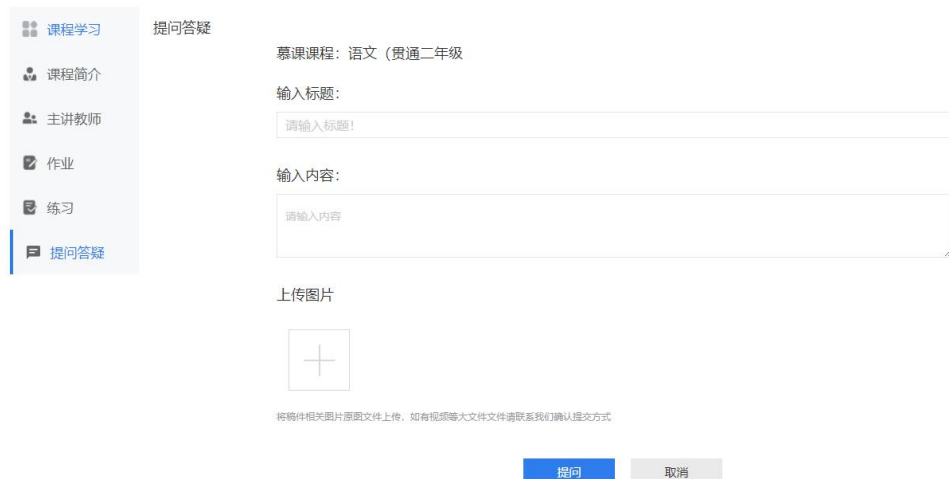 课程学习
课程简介
主讲教师
作业
练习
提问答疑
提问答疑
慕课课程：语文（贯通二年级
输入标题：
请输入标题！
输入内容：
请输入内容
上传图片
将稿件相关图片原图文件上传，如有视频等大文件文件请联系我们确认提交方式
提问
取消